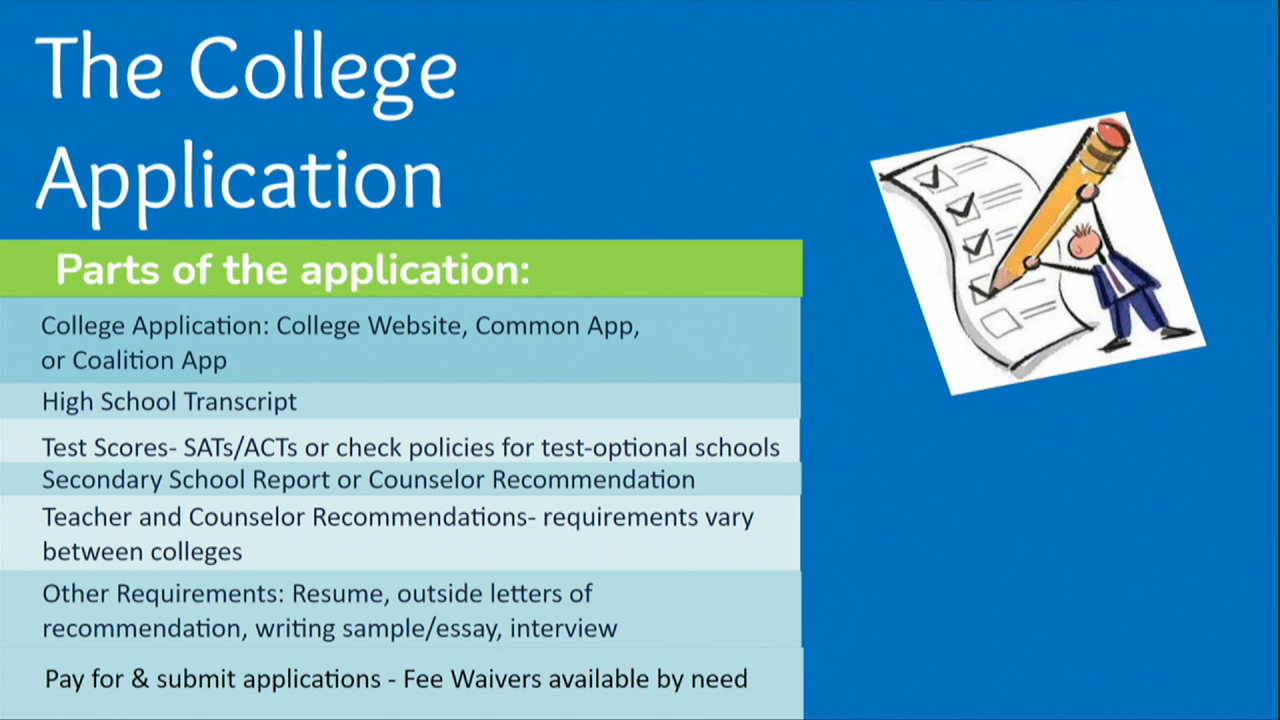 The College
Application
Parts of the application:
College Application: College Website, Common App,
or Coalition App
High School Transcript
Test Scores- SATs/ACTs or check policies for test-optional schools
Secondary School Report or Counselor Recommendation
Teacher and Counselor Recommendations- requirements vary
between colleges
Other Requirements: Resume, outside letters of
recommendation, writing sample/essay, interview
Pay for & submit applications - Fee Waivers available by need